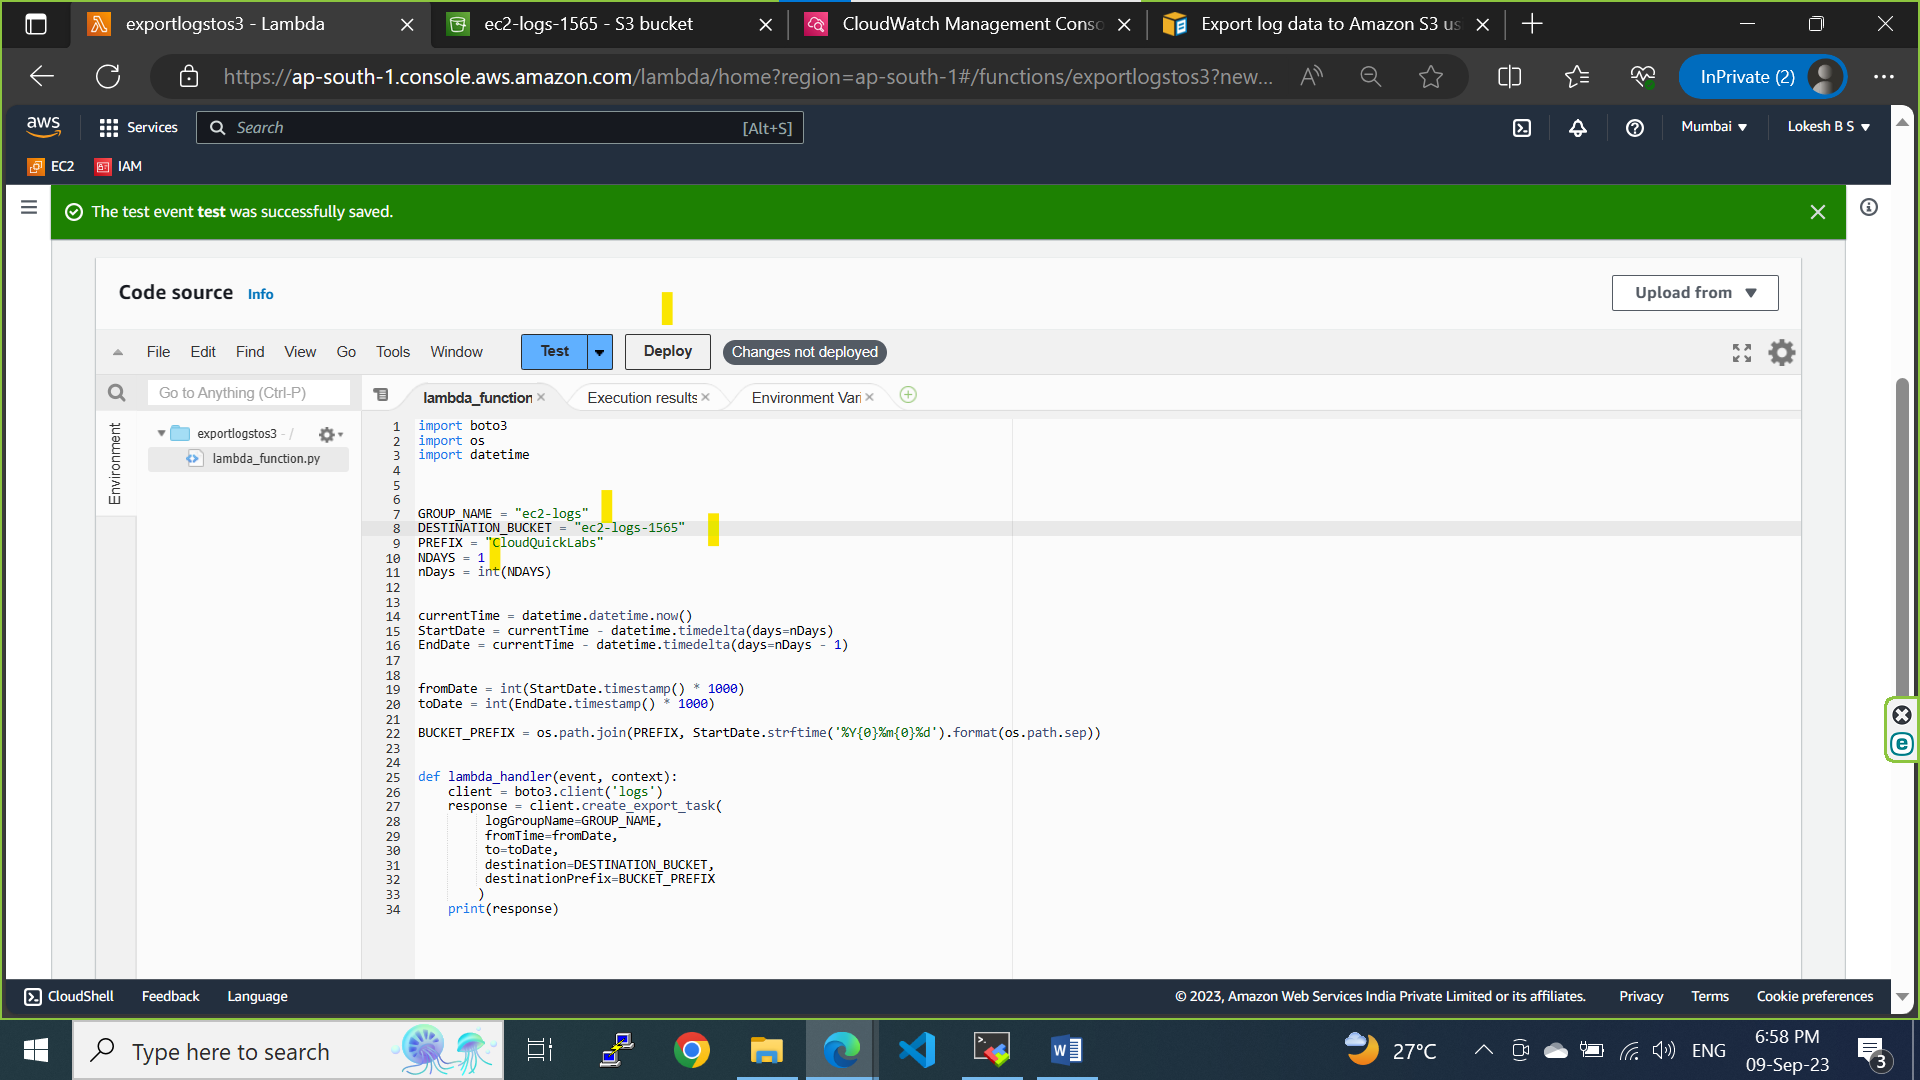 exportlogstos3 - Lambda
ec2-logs-1565 - S3 bucket
CloudWatch Management Conso
Export log data to Amazon S3 us
https://ap-south-1.console.aws.amazon.com/lambda/home?region=ap-south-1#/functions/exportlogstos3?new...
InPrivate (2)
aws
Services
Search
[Alt+S]
Mumbai
Lokesh B S
EC2
IAM
The test event test was successfully saved.
Code source
Info
Upload from
File Edit Find View Go Tools Window
Test
Deploy
Changes not deployed
Go to Anything (Ctrl-P)
lambda_function
Execution results
Environment Vari
Environment
exportlogstos3 - /
lambda_function.py
1 import boto3
2 import os
3 import datetime
4
5
6
7 GROUP_NAME = "ec2-logs"
8 DESTINATION_BUCKET = "ec2-logs-1565"
9 PREFIX = "CloudQuickLabs"
10 NDAYS = 1
11 nDays = int(NDAYS)
12
13
14 currentTime = datetime.datetime.now()
15 StartDate = currentTime - datetime.timedelta(days=nDays)
16 EndDate = currentTime - datetime.timedelta(days=nDays - 1)
17
18
19 fromDate = int(StartDate.timestamp() * 1000)
20 toDate = int(EndDate.timestamp() * 1000)
21
22 BUCKET_PREFIX = os.path.join(PREFIX, StartDate.strftime('%Y{0}%m{0}%d').format(os.path.sep))
23
24
25 def lambda_handler(event, context):
26     client = boto3.client('logs')
27     response = client.create_export_task(
28          logGroupName=GROUP_NAME,
29          fromTime=fromDate,
30          to=toDate,
31          destination=DESTINATION_BUCKET,
32          destinationPrefix=BUCKET_PREFIX
33         )
34     print(response)
CloudShell
Feedback
Language
© 2023, Amazon Web Services India Private Limited or its affiliates.
Privacy
Terms
Cookie preferences
Type here to search
27°C
ENG
6:58 PM
09-Sep-23
3